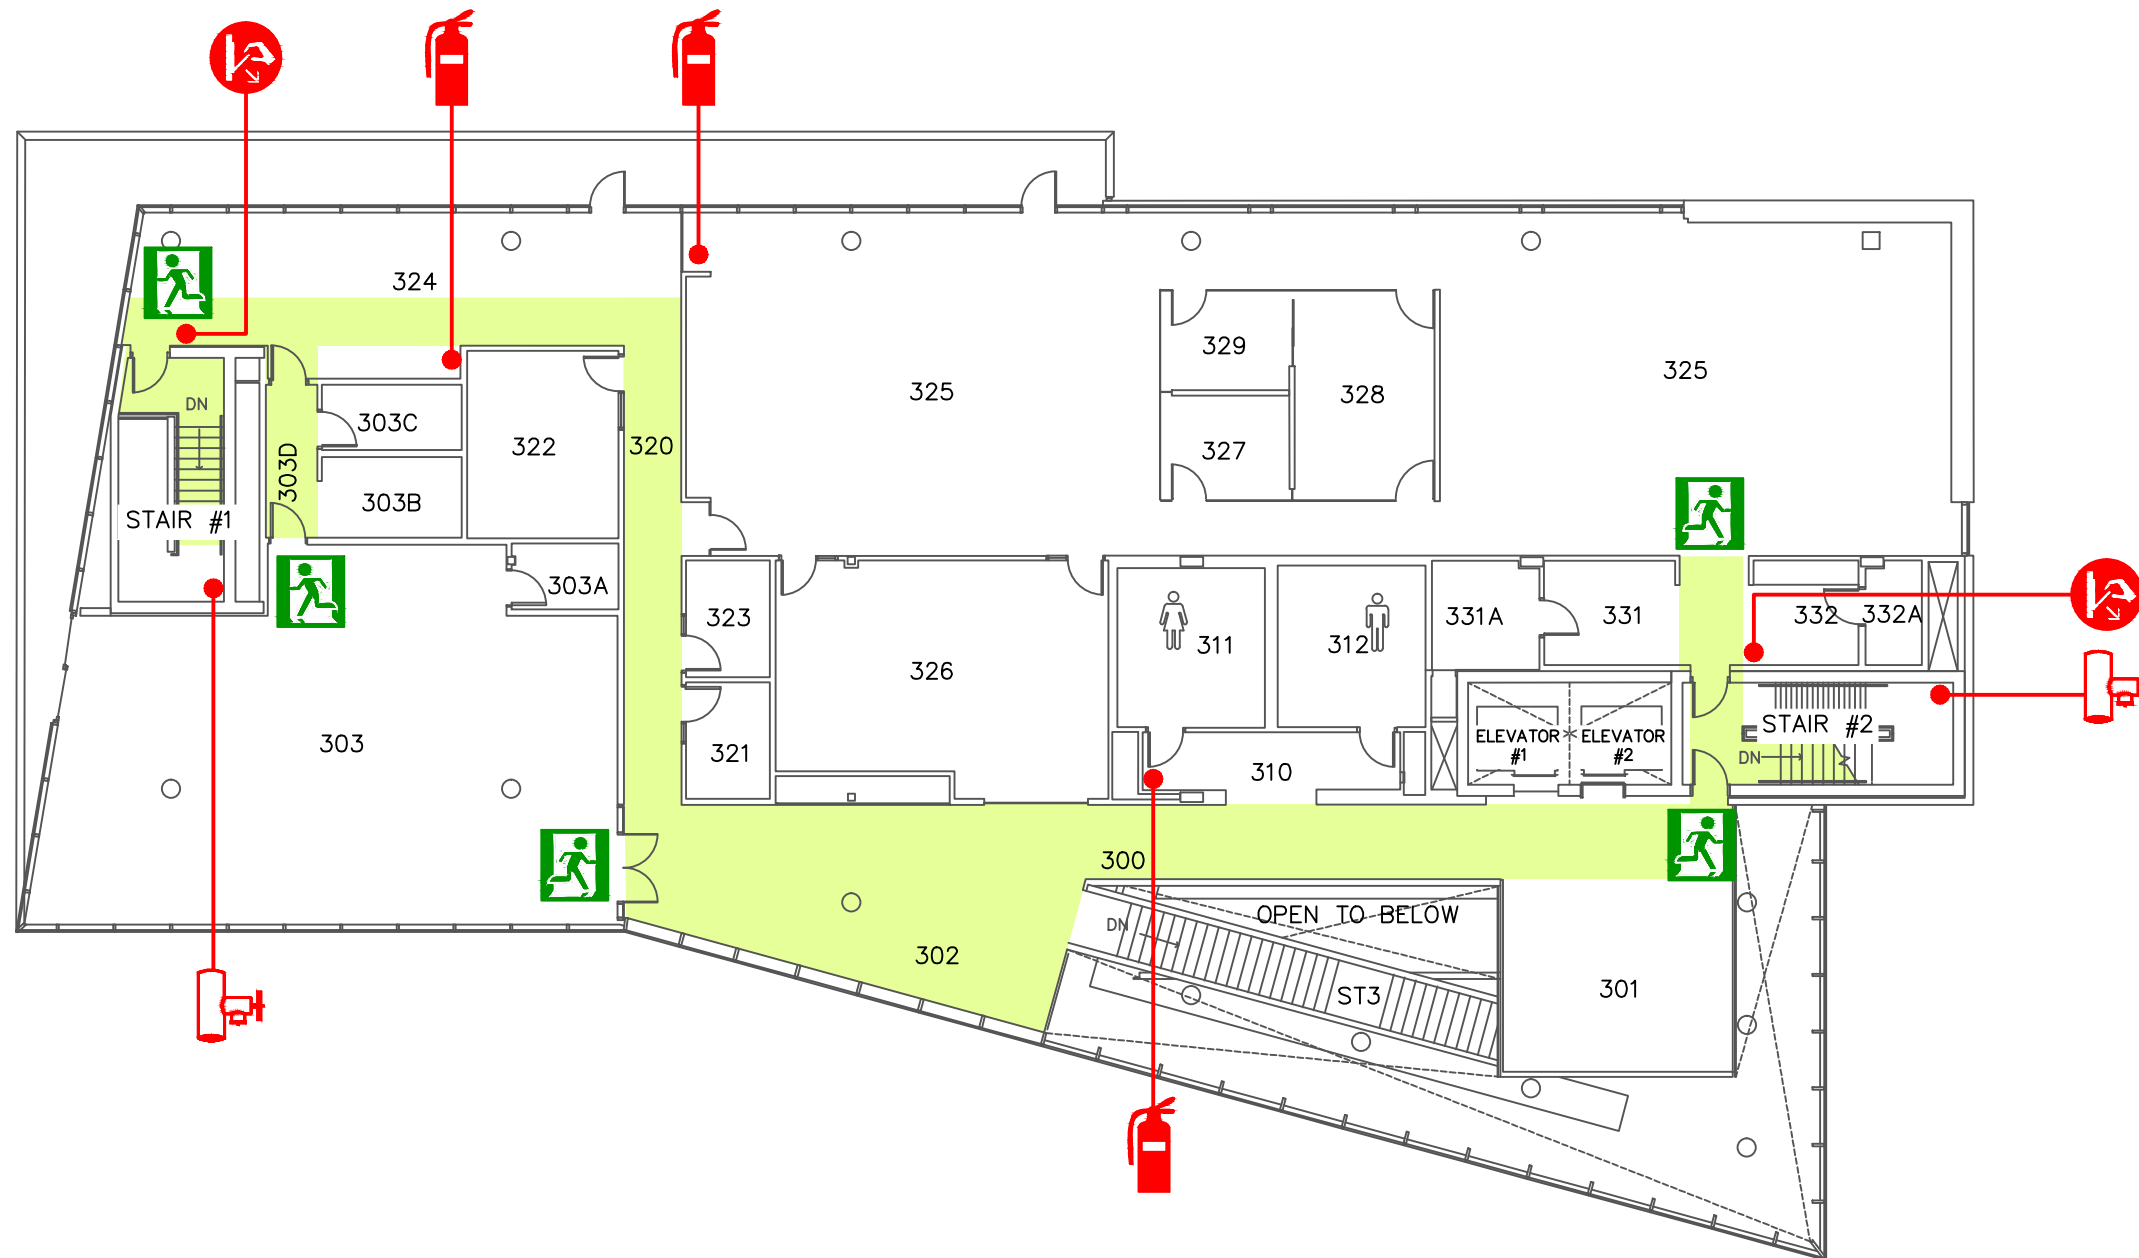 324
329
325
325
328
DN
303C
322
320
327
303D
303B
STAIR #1
303A
323
311
312
331A
331
332
332A
326
303
321
310
ELEVATOR
#1
ELEVATOR
#2
STAIR #2
DN
300
302
DN
OPEN TO BELOW
ST3
301